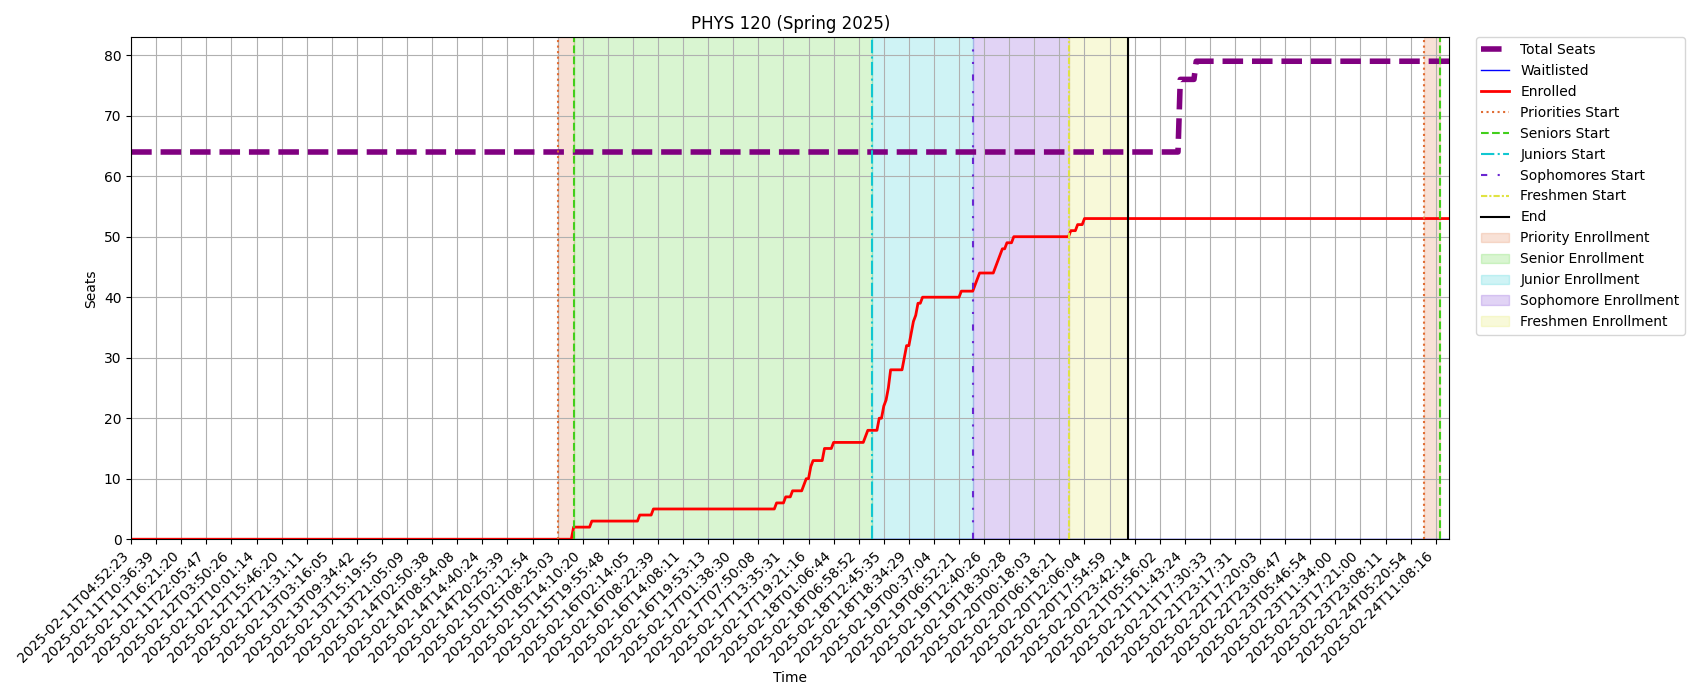 PHYS 120 (Spring 2025)
80
70
60
50
40
30
20
10
0
Seats
2025-02-11T04:52:23
2025-02-11T10:36:39
2025-02-11T16:21:20
2025-02-11T22:05:47
2025-02-12T03:50:26
2025-02-12T10:01:14
2025-02-12T15:46:20
2025-02-12T21:31:11
2025-02-13T03:16:05
2025-02-13T09:34:42
2025-02-13T15:19:55
2025-02-13T21:05:09
2025-02-14T02:50:38
2025-02-14T08:54:08
2025-02-14T14:40:24
2025-02-14T20:25:39
2025-02-15T02:12:54
2025-02-15T08:25:03
2025-02-15T14:10:20
2025-02-15T19:55:48
2025-02-16T02:14:05
2025-02-16T08:22:39
2025-02-16T14:08:11
2025-02-16T19:53:13
2025-02-17T01:38:30
2025-02-17T07:50:08
2025-02-17T13:35:31
2025-02-17T19:21:16
2025-02-18T01:06:44
2025-02-18T06:58:52
2025-02-18T12:45:35
2025-02-18T18:34:29
2025-02-19T00:37:04
2025-02-19T06:52:21
2025-02-19T12:40:26
2025-02-19T18:30:28
2025-02-20T00:18:03
2025-02-20T06:18:21
2025-02-20T12:06:04
2025-02-20T17:54:59
2025-02-20T23:42:14
2025-02-21T05:56:02
2025-02-21T11:43:24
2025-02-21T17:30:33
2025-02-21T23:17:31
2025-02-22T17:20:03
2025-02-22T23:06:47
2025-02-23T05:46:54
2025-02-23T11:34:00
2025-02-23T17:21:00
2025-02-23T23:08:11
2025-02-24T05:20:54
2025-02-24T11:08:16
Time
Total Seats
Waitlisted
Enrolled
Priorities Start
Seniors Start
Juniors Start
Sophomores Start
Freshmen Start
End
Priority Enrollment
Senior Enrollment
Junior Enrollment
Sophomore Enrollment
Freshmen Enrollment